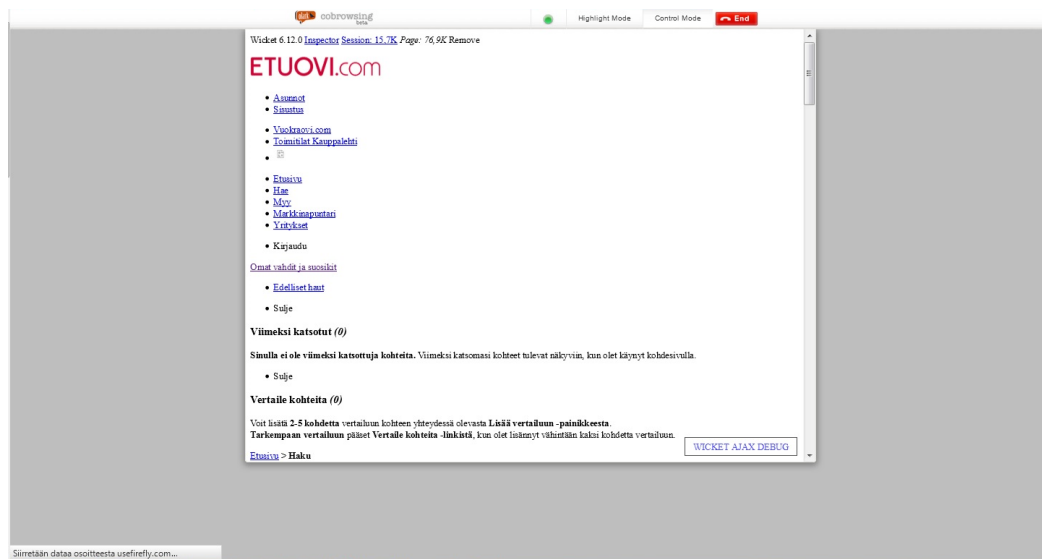 olark cobrowsing
beta
Highlight Mode Control Mode End
Wicket 6.12.0 Inspector Session: 15,7K Page: 76,9K Remove
ETUOVI.com
Asunnot
Sisustus
Vuokraovi.com
Toimitilat Kauppalehti
Etusivu
Hae
Myy
Markkinapuntari
Yritykset
Kirjaudu
Omat vahdit ja suosikit
Edelliset haut
Sulje
Viimeksi katsotut (0)
Sinulla ei ole viimeksi katsottuja kohteita. Viimeksi katsomasi kohteet tulevat näkyviin, kun olet käynyt kohdesivulla.
Sulje
Vertaile kohteita (0)
Voit lisätä 2-5 kohdetta vertailuun kohteen yhteydessä olevasta Lisää vertailuun -painikkeesta.
Tarkempaan vertailuun pääset Vertaile kohteita -linkistä, kun olet lisännyt vähintään kaksi kohdetta vertailuun.
WICKET AJAX DEBUG
Etusivu > Haku
Siirretään dataa osoitteesta usefirefly.com...